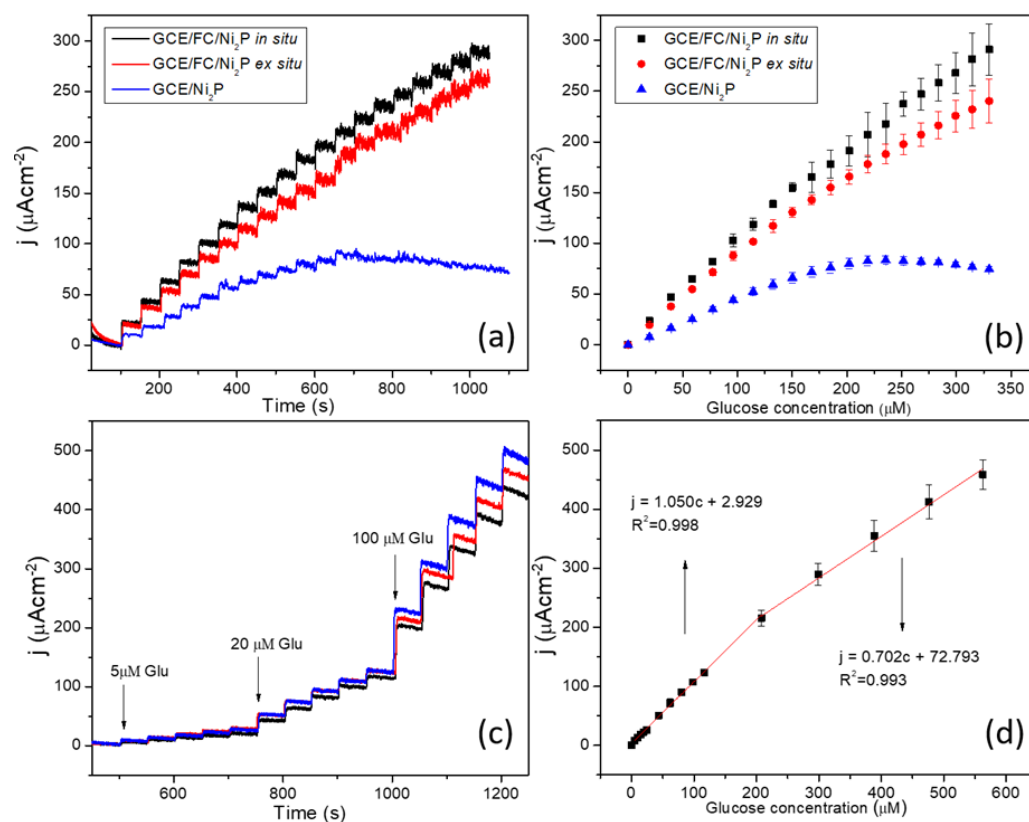 300
250
200
150
100
50
0
j (µAcm⁻²)
GCE/FC/Ni₂P in situ
GCE/FC/Ni₂P ex situ
GCE/Ni₂P
(a)
200 400 600 800 1000
Time (s)
300
250
200
150
100
50
0
j (µAcm⁻²)
GCE/FC/Ni₂P in situ
GCE/FC/Ni₂P ex situ
GCE/Ni₂P
(b)
0 50 100 150 200 250 300 350
Glucose concentration (µM)
500
400
300
200
100
0
j (µAcm⁻²)
100 µM Glu
20 µM Glu
5µM Glu
(c)
600 800 1000 1200
Time (s)
500
400
300
200
100
0
j (µAcm⁻²)
j = 1.050c + 2.929
R²=0.998
j = 0.702c + 72.793
R²=0.993
(d)
0 100 200 300 400 500 600
Glucose concentration (µM)